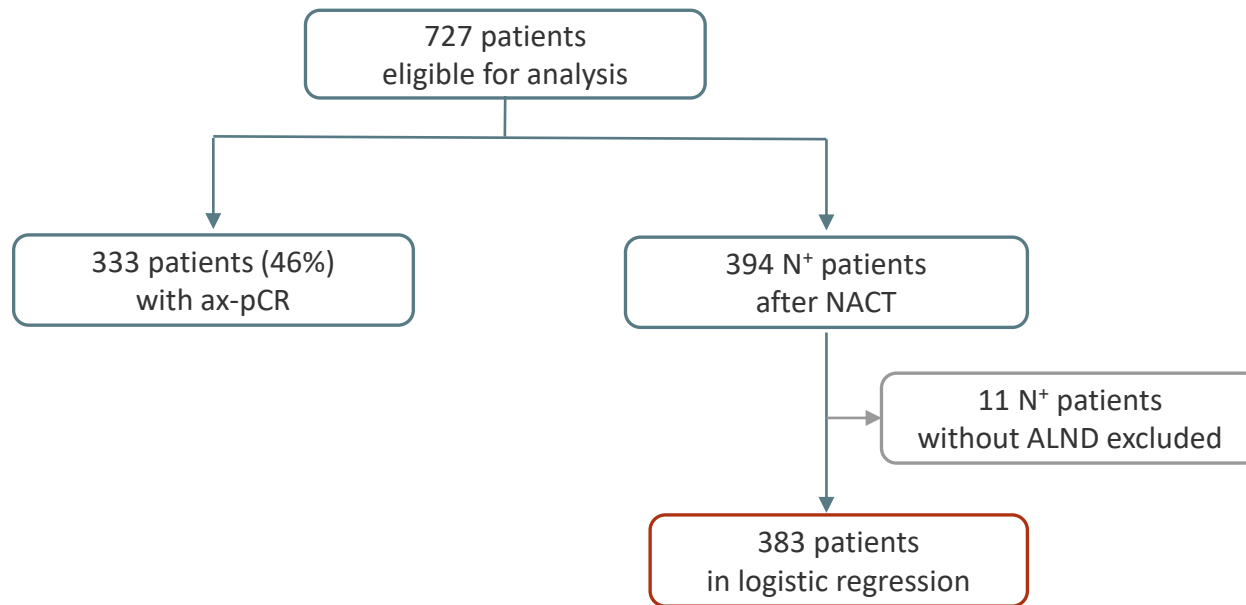 727 patients
eligible for analysis
333 patients (46%)
with ax-pCR
394 N⁺ patients
after NACT
11 N⁺ patients
without ALND excluded
383 patients
in logistic regression